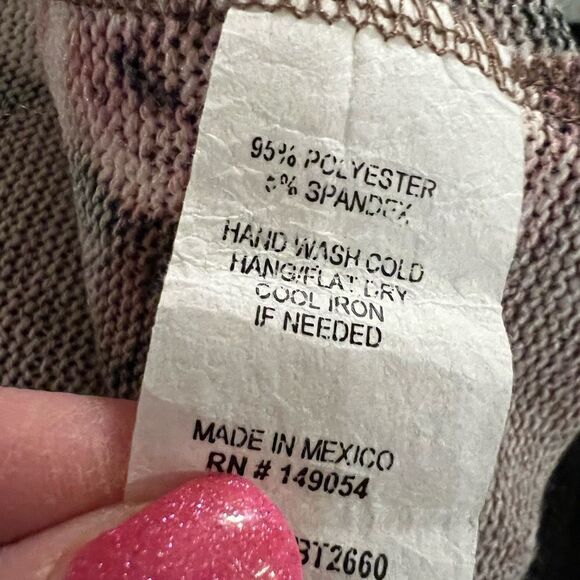 95% POLYESTER
5% SPANDEX
HAND WASH COLD
HANG/FLAT DRY
COOL IRON
IF NEEDED
MADE IN MEXICO
RN # 149054
BT2660